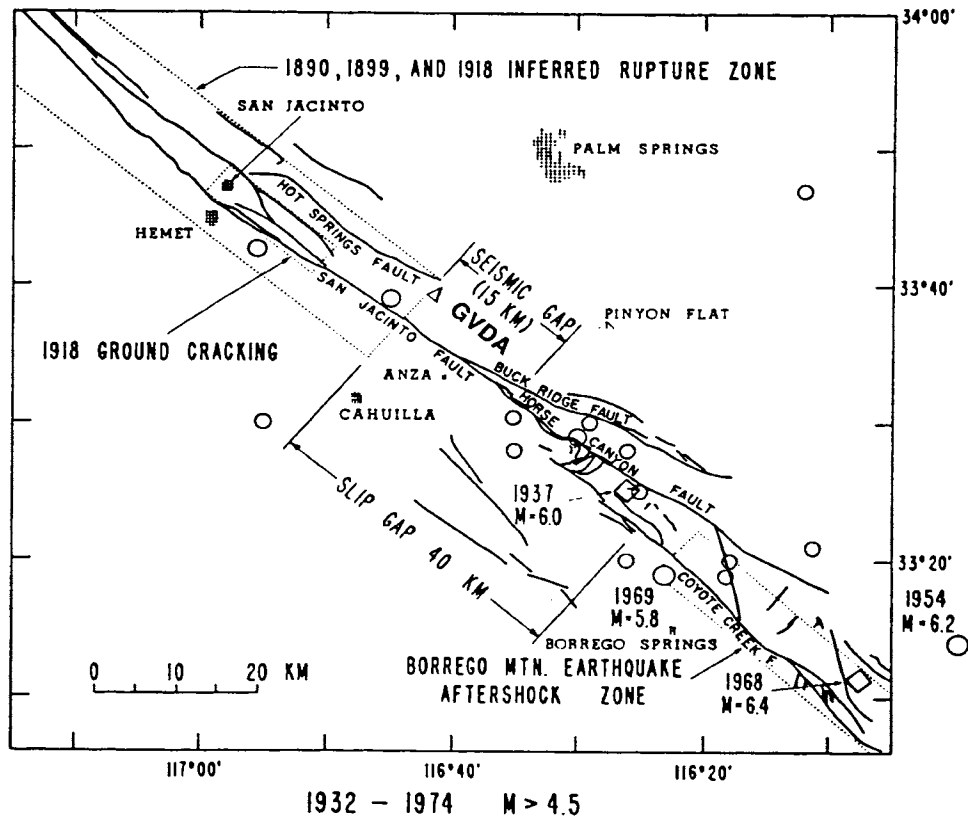 34°00'
1890, 1899, AND 1918 INFERRED RUPTURE ZONE
SAN JACINTO
PALM SPRINGS
HOT SPRINGS FAULT
HEMET
SEISMIC GAP
(15 KM)
33°40'
SAN JACINTO FAULT
GVDA
PINYON FLAT
1918 GROUND CRACKING
ANZA
BUCK RIDGE FAULT
CAHUILLA
HORSE CANYON FAULT
1937
M=6.0
SLIP GAP 40 KM
33°20'
1954
M=6.2
1969
M=5.8
COYOTE CREEK F.
BORREGO SPRINGS
0 10 20 KM
BORREGO MTN. EARTHQUAKE
AFTERSHOCK ZONE
1968
M=6.4
117°00'
116°40'
116°20'
1932 - 1974 M > 4.5